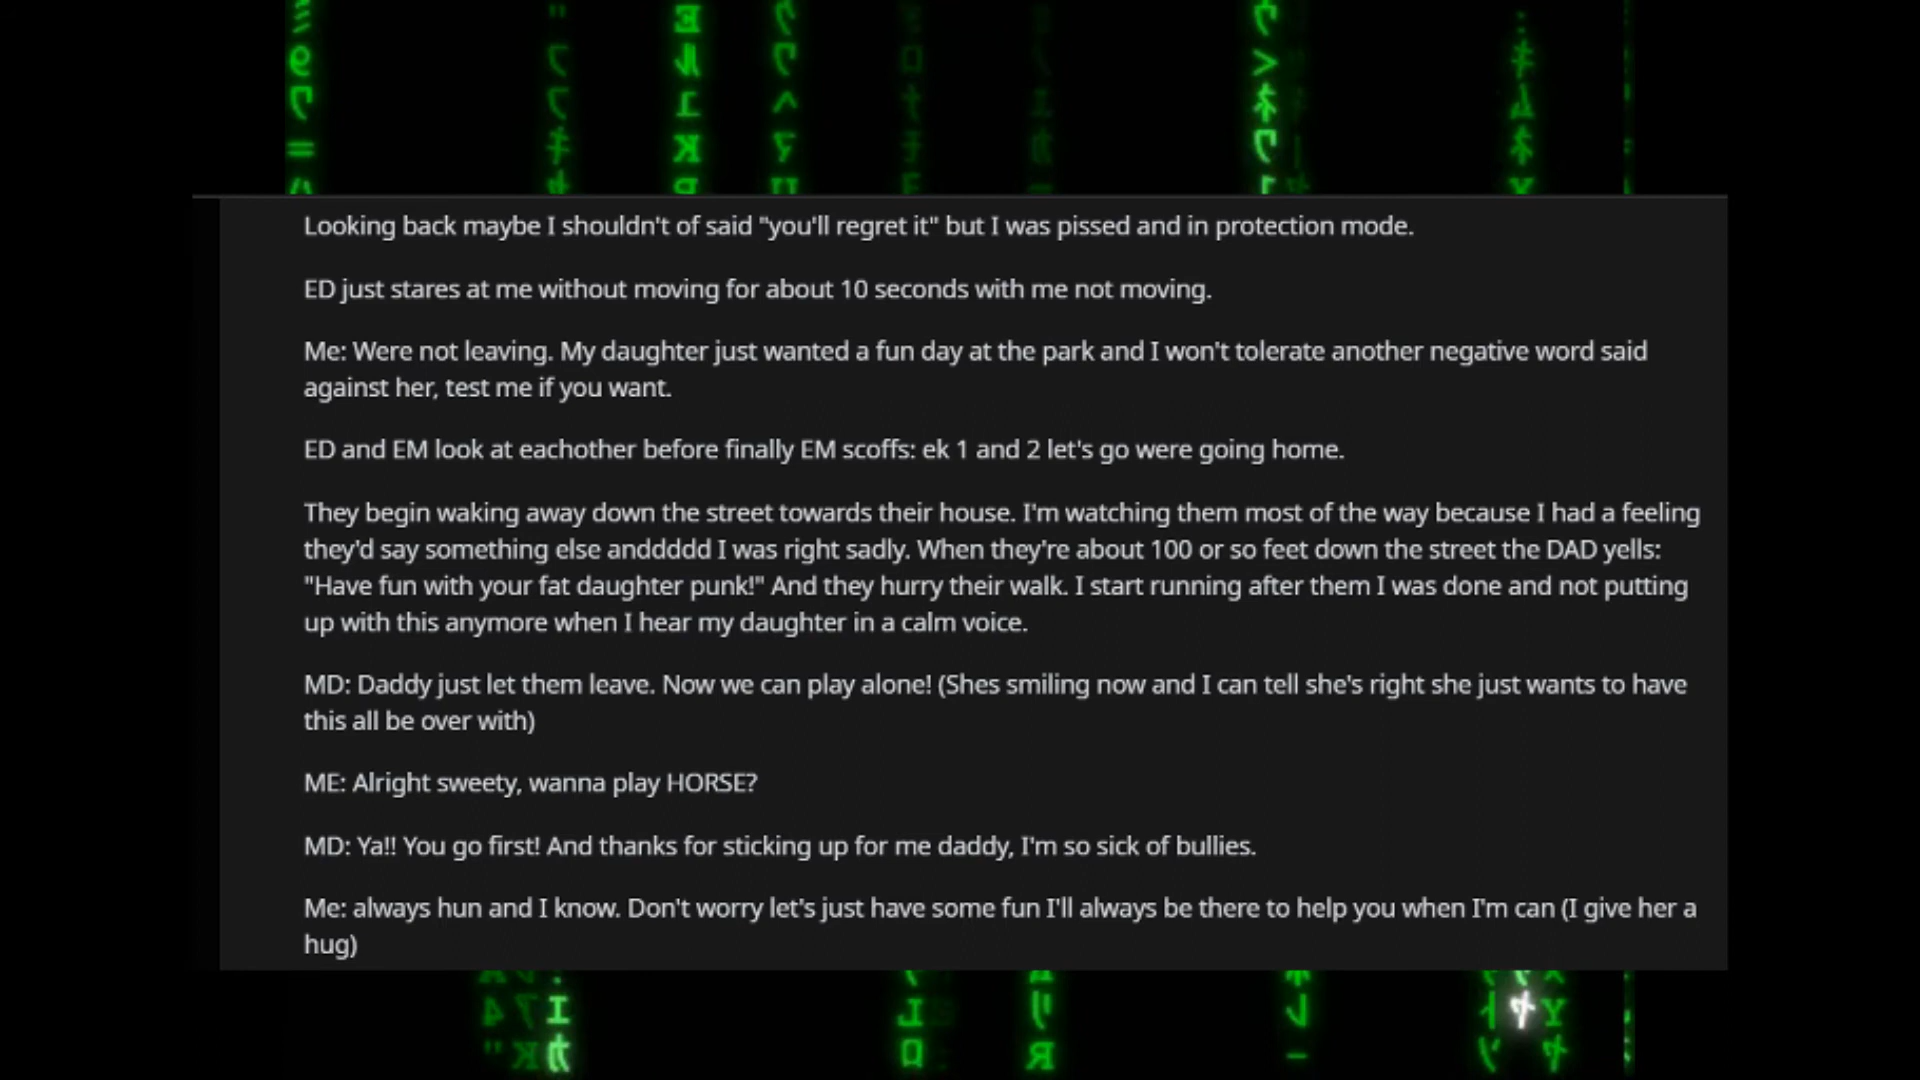 Looking back maybe I shouldn't of said "you'll regret it" but I was pissed and in protection mode.
ED just stares at me without moving for about 10 seconds with me not moving.
Me: Were not leaving. My daughter just wanted a fun day at the park and I won't tolerate another negative word said
against her, test me if you want.
ED and EM look at eachother before finally EM scoffs: ek 1 and 2 let's go were going home.
They begin waking away down the street towards their house. I'm watching them most of the way because I had a feeling
they'd say something else anddddd I was right sadly. When they're about 100 or so feet down the street the DAD yells:
"Have fun with your fat daughter punk!" And they hurry their walk. I start running after them I was done and not putting
up with this anymore when I hear my daughter in a calm voice.
MD: Daddy just let them leave. Now we can play alone! (Shes smiling now and I can tell she's right she just wants to have
this all be over with)
ME: Alright sweety, wanna play HORSE?
MD: Ya!! You go first! And thanks for sticking up for me daddy, I'm so sick of bullies.
Me: always hun and I know. Don't worry let's just have some fun I'll always be there to help you when I'm can (I give her a
hug)